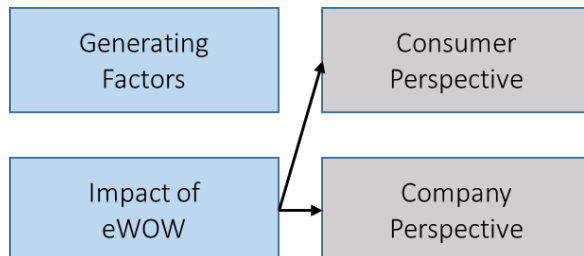 Generating
Factors
Consumer
Perspective
Impact of
eWOW
Company
Perspective